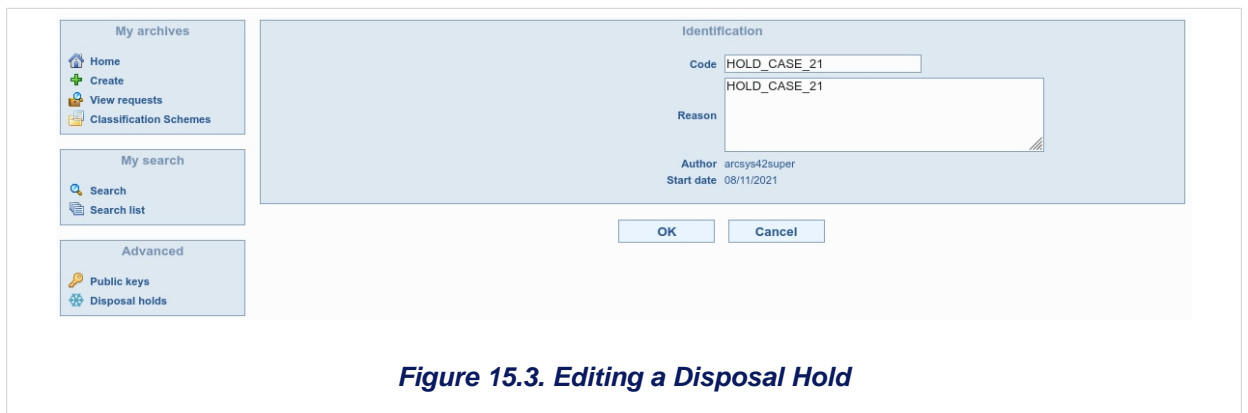 My archives
Home
Create
View requests
Classification Schemes
My search
Search
Search list
Advanced
Public keys
Disposal holds
Identification
Code HOLD_CASE_21
Reason HOLD_CASE_21
Author arcsys42super
Start date 08/11/2021
OK Cancel
Figure 15.3. Editing a Disposal Hold